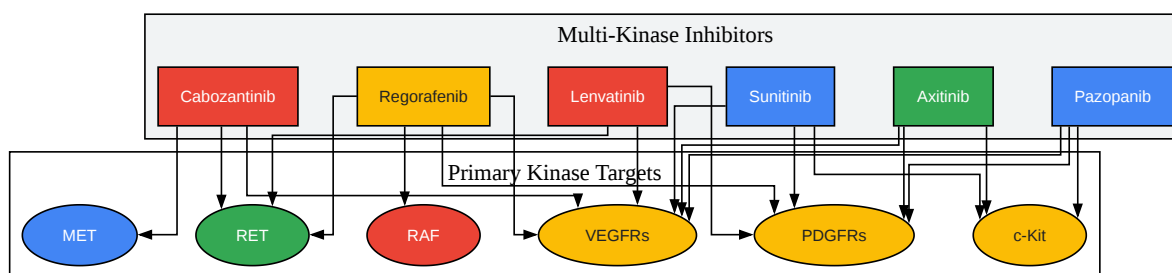 Multi-Kinase Inhibitors
Cabozantinib
Regorafenib
Lenvatinib
Sunitinib
Axitinib
Pazopanib
Primary Kinase Targets
MET
RET
RAF
VEGFRs
PDGFRs
c-Kit